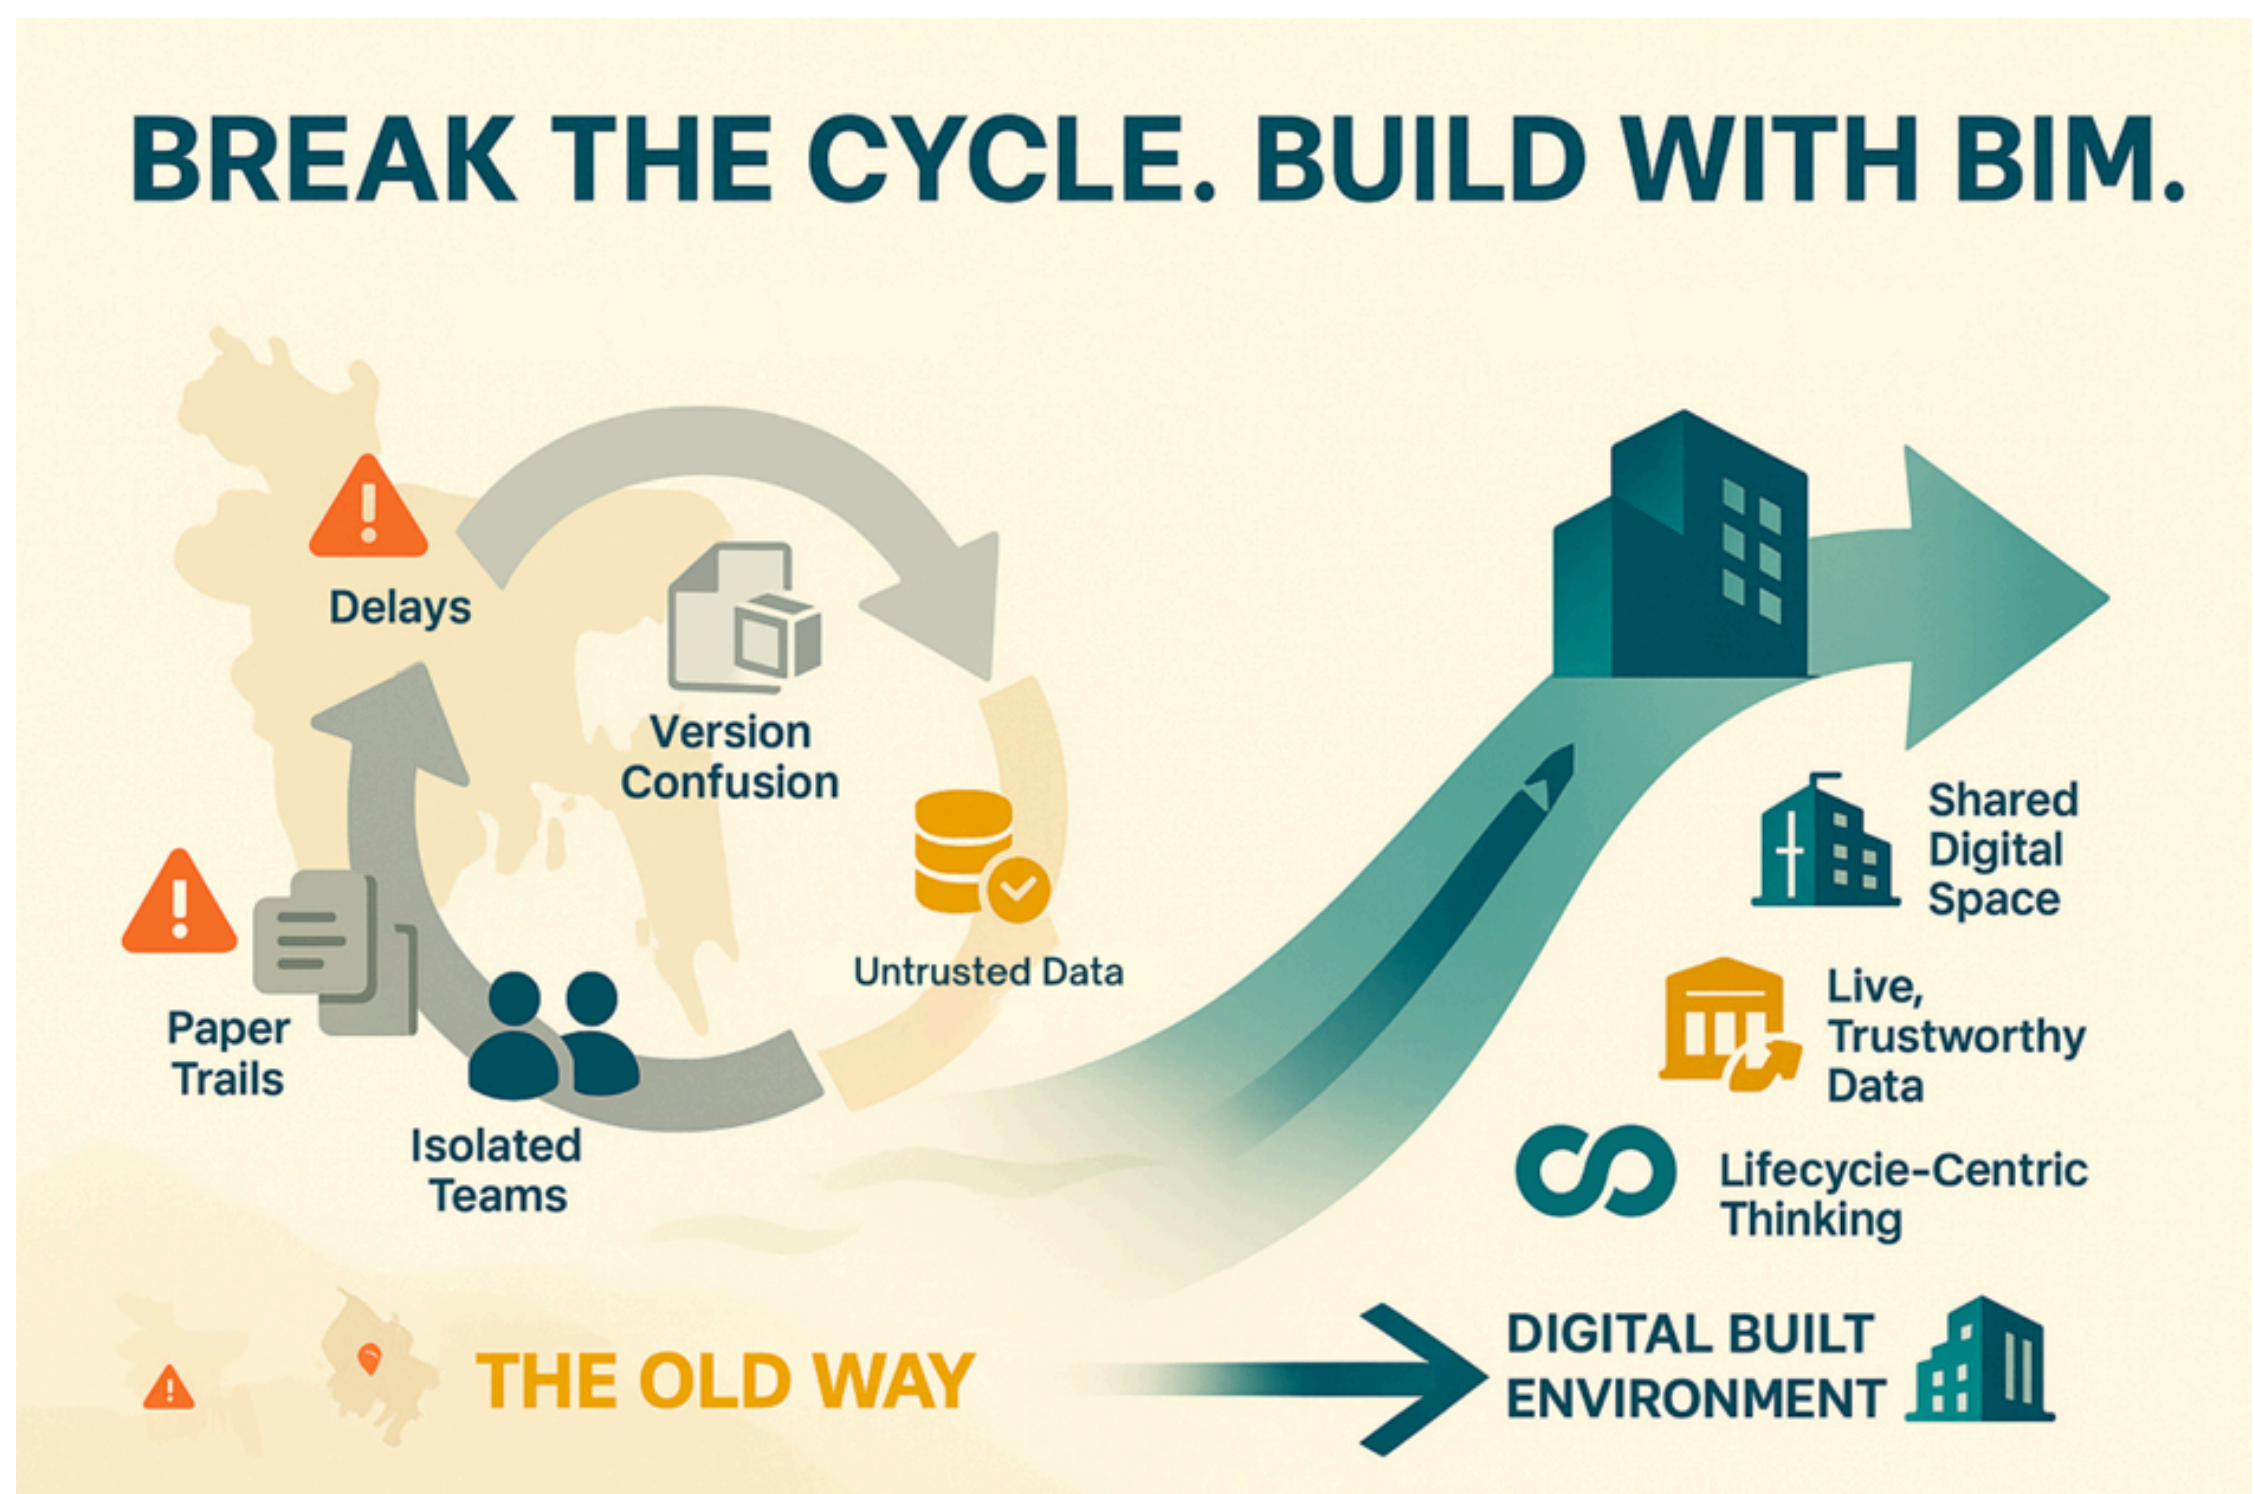 BREAK THE CYCLE. BUILD WITH BIM.
Delays
Version
Confusion
Untrusted Data
Paper
Trails
Isolated
Teams
Shared
Digital
Space
Live,
Trustworthy
Data
Lifecycie-Centric
Thinking
THE OLD WAY
DIGITAL BUILT
ENVIRONMENT